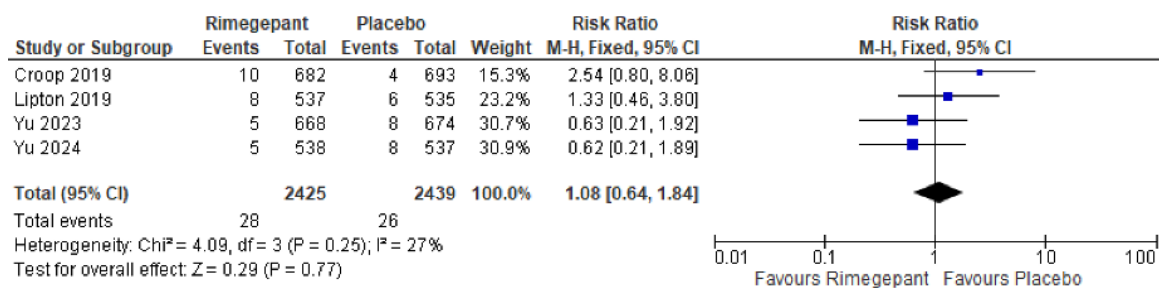 Rimegepant Placebo Risk Ratio Risk Ratio
Study or Subgroup Events Total Events Total Weight M-H, Fixed, 95% CI M-H, Fixed, 95% CI
Croop 2019 10 682 4 693 15.3% 2.54 [0.80, 8.06]
Lipton 2019 8 537 6 535 23.2% 1.33 [0.46, 3.80]
Yu 2023 5 668 8 674 30.7% 0.63 [0.21, 1.92]
Yu 2024 5 538 8 537 30.9% 0.62 [0.21, 1.89]
Total (95% CI) 2425 2439 100.0% 1.08 [0.64, 1.84]
Total events 28 26
Heterogeneity: Chi² = 4.09, df = 3 (P = 0.25); I² = 27%
Test for overall effect: Z = 0.29 (P = 0.77)
0.01 0.1 1 10 100
Favours Rimegepant Favours Placebo